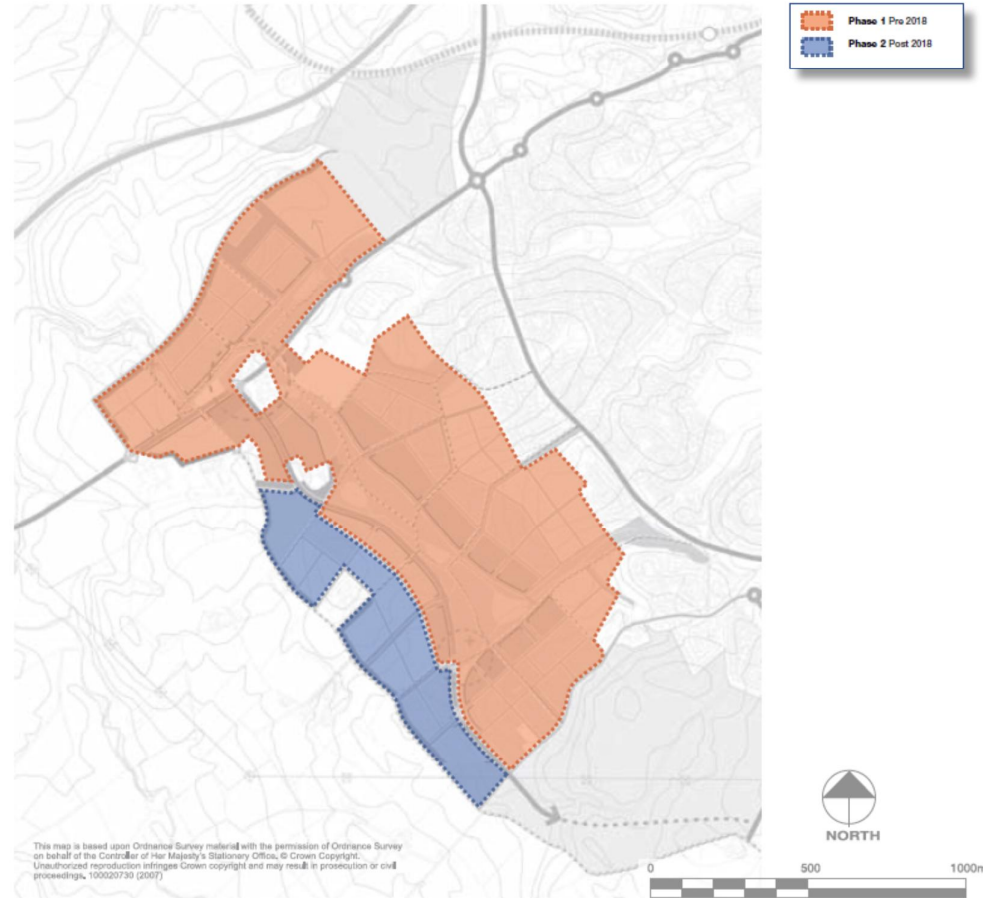 Phase 1 Pre 2018
Phase 2 Post 2018
NORTH
This map is based upon Ordnance Survey material with the permission of Ordnance Survey
on behalf of the Controller of Her Majesty's Stationary Office, © Crown Copyright.
Unauthorized reproduction infringes Crown copyright and may result in prosecution or civil
proceedings. 100020730 (2007)
0 500 1000m